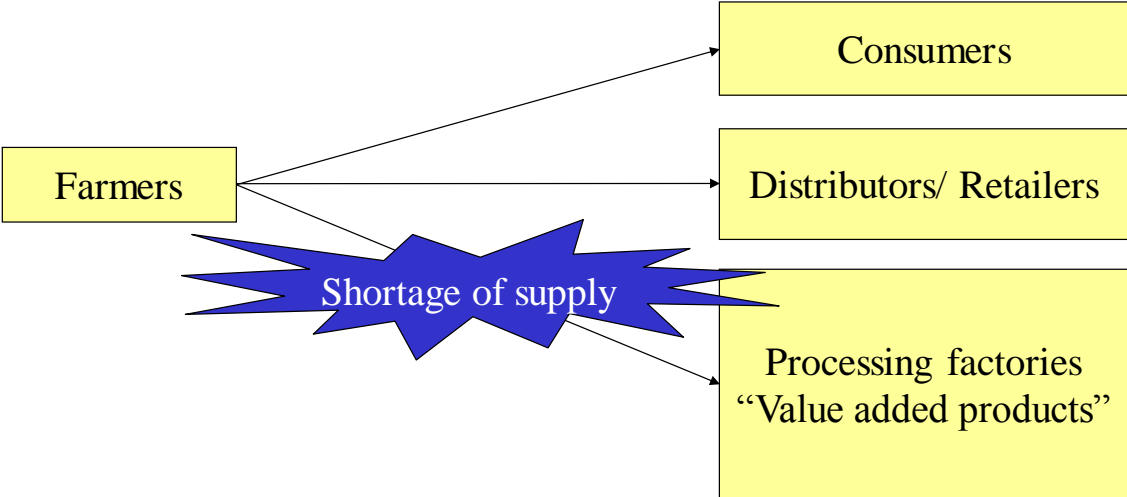 Consumers
Farmers
Distributors/ Retailers
Shortage of supply
Processing factories
“Value added products”